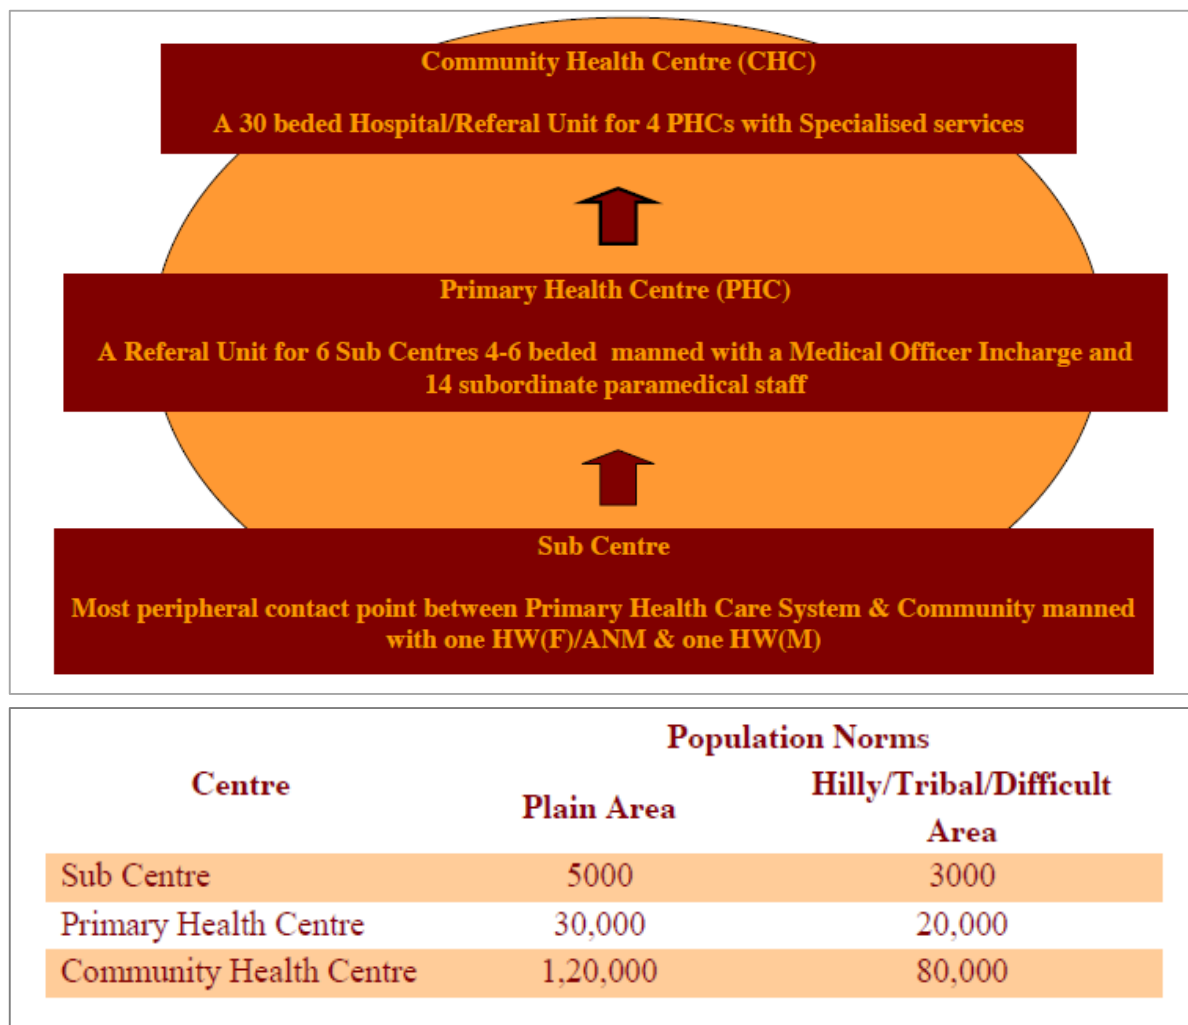 Community Health Centre (CHC)
A 30 beded Hospital/Referal Unit for 4 PHCs with Specialised services
Primary Health Centre (PHC)
A Referal Unit for 6 Sub Centres 4-6 beded manned with a Medical Officer Incharge and
14 subordinate paramedical staff
Sub Centre
Most peripheral contact point between Primary Health Care System & Community manned
with one HW(F)/ANM & one HW(M)
Population Norms
Centre
Plain Area
Hilly/Tribal/Difficult
Area
Sub Centre 5000 3000
Primary Health Centre 30,000 20,000
Community Health Centre 1,20,000 80,000